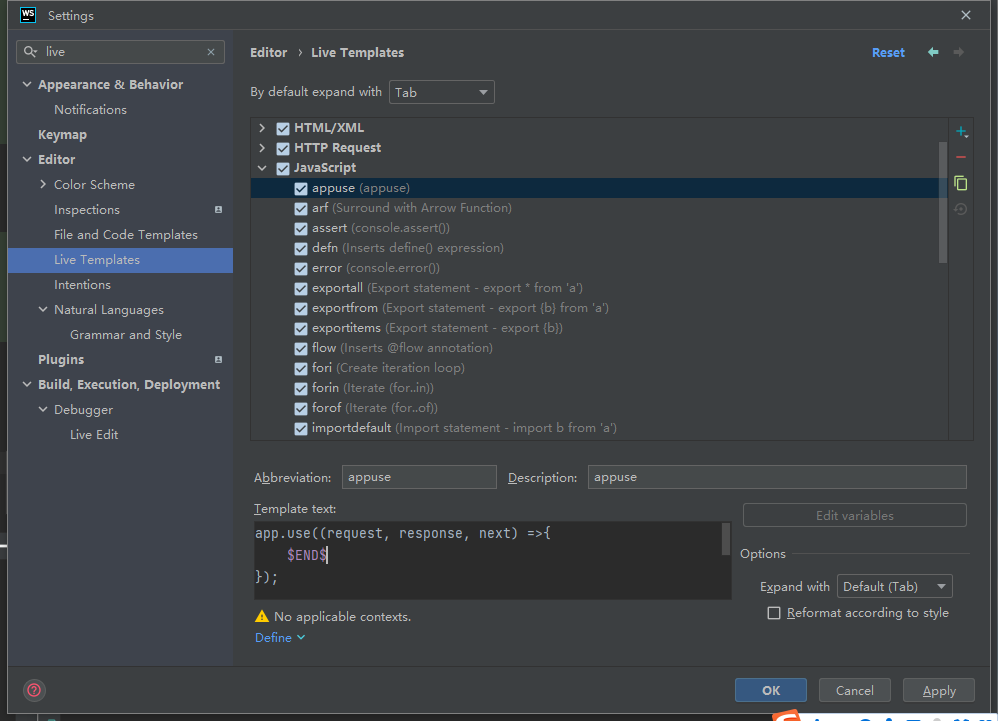 WS Settings
live
Appearance & Behavior
Notifications
Keymap
Editor
Color Scheme
Inspections
File and Code Templates
Live Templates
Intentions
Natural Languages
Grammar and Style
Plugins
Build, Execution, Deployment
Debugger
Live Edit
Editor › Live Templates
Reset
By default expand with Tab
HTML/XML
HTTP Request
JavaScript
appuse (appuse)
arf (Surround with Arrow Function)
assert (console.assert())
defn (Inserts define() expression)
error (console.error())
exportall (Export statement - export * from 'a')
exportfrom (Export statement - export {b} from 'a')
exportitems (Export statement - export {b})
flow (Inserts @flow annotation)
fori (Create iteration loop)
forin (Iterate (for..in))
forof (Iterate (for..of))
importdefault (Import statement - import b from 'a')
Abbreviation: appuse Description: appuse
Template text:
app.use((request, response, next) =>{
$END$
});
Edit variables
Options
Expand with Default (Tab)
Reformat according to style
No applicable contexts.
Define
?
OK Cancel Apply